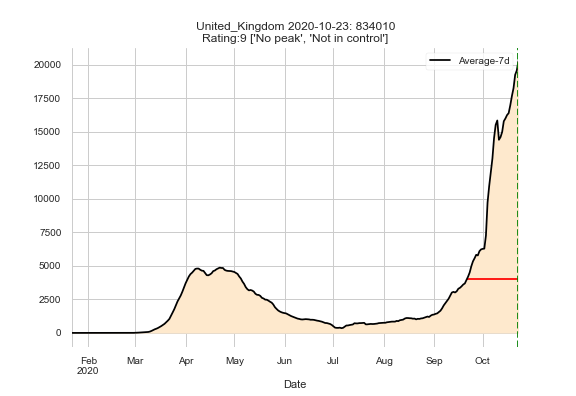 United_Kingdom 2020-10-23: 834010
Rating:9 ['No peak', 'Not in control']
Average-7d
20000
17500
15000
12500
10000
7500
5000
2500
0
Feb Mar Apr May Jun Jul Aug Sep Oct
2020
Date